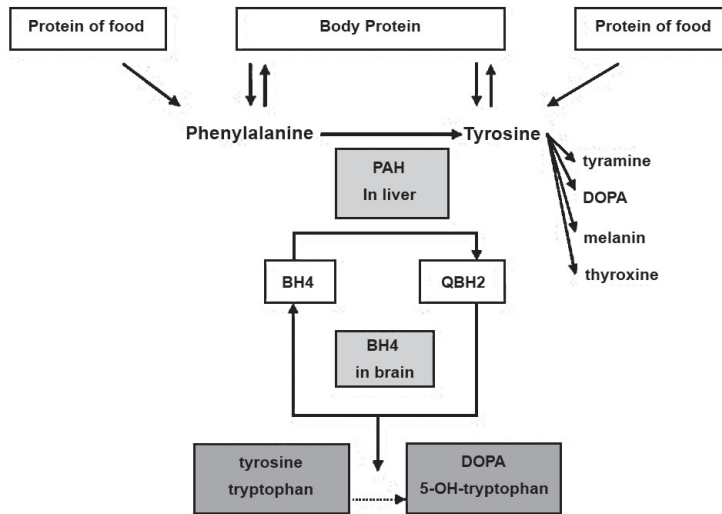 Protein of food
Body Protein
Protein of food
Phenylalanine
Tyrosine
PAH
In liver
tyramine
DOPA
melanin
thyroxine
BH4
QBH2
BH4
in brain
tyrosine
tryptophan
DOPA
5-OH-tryptophan